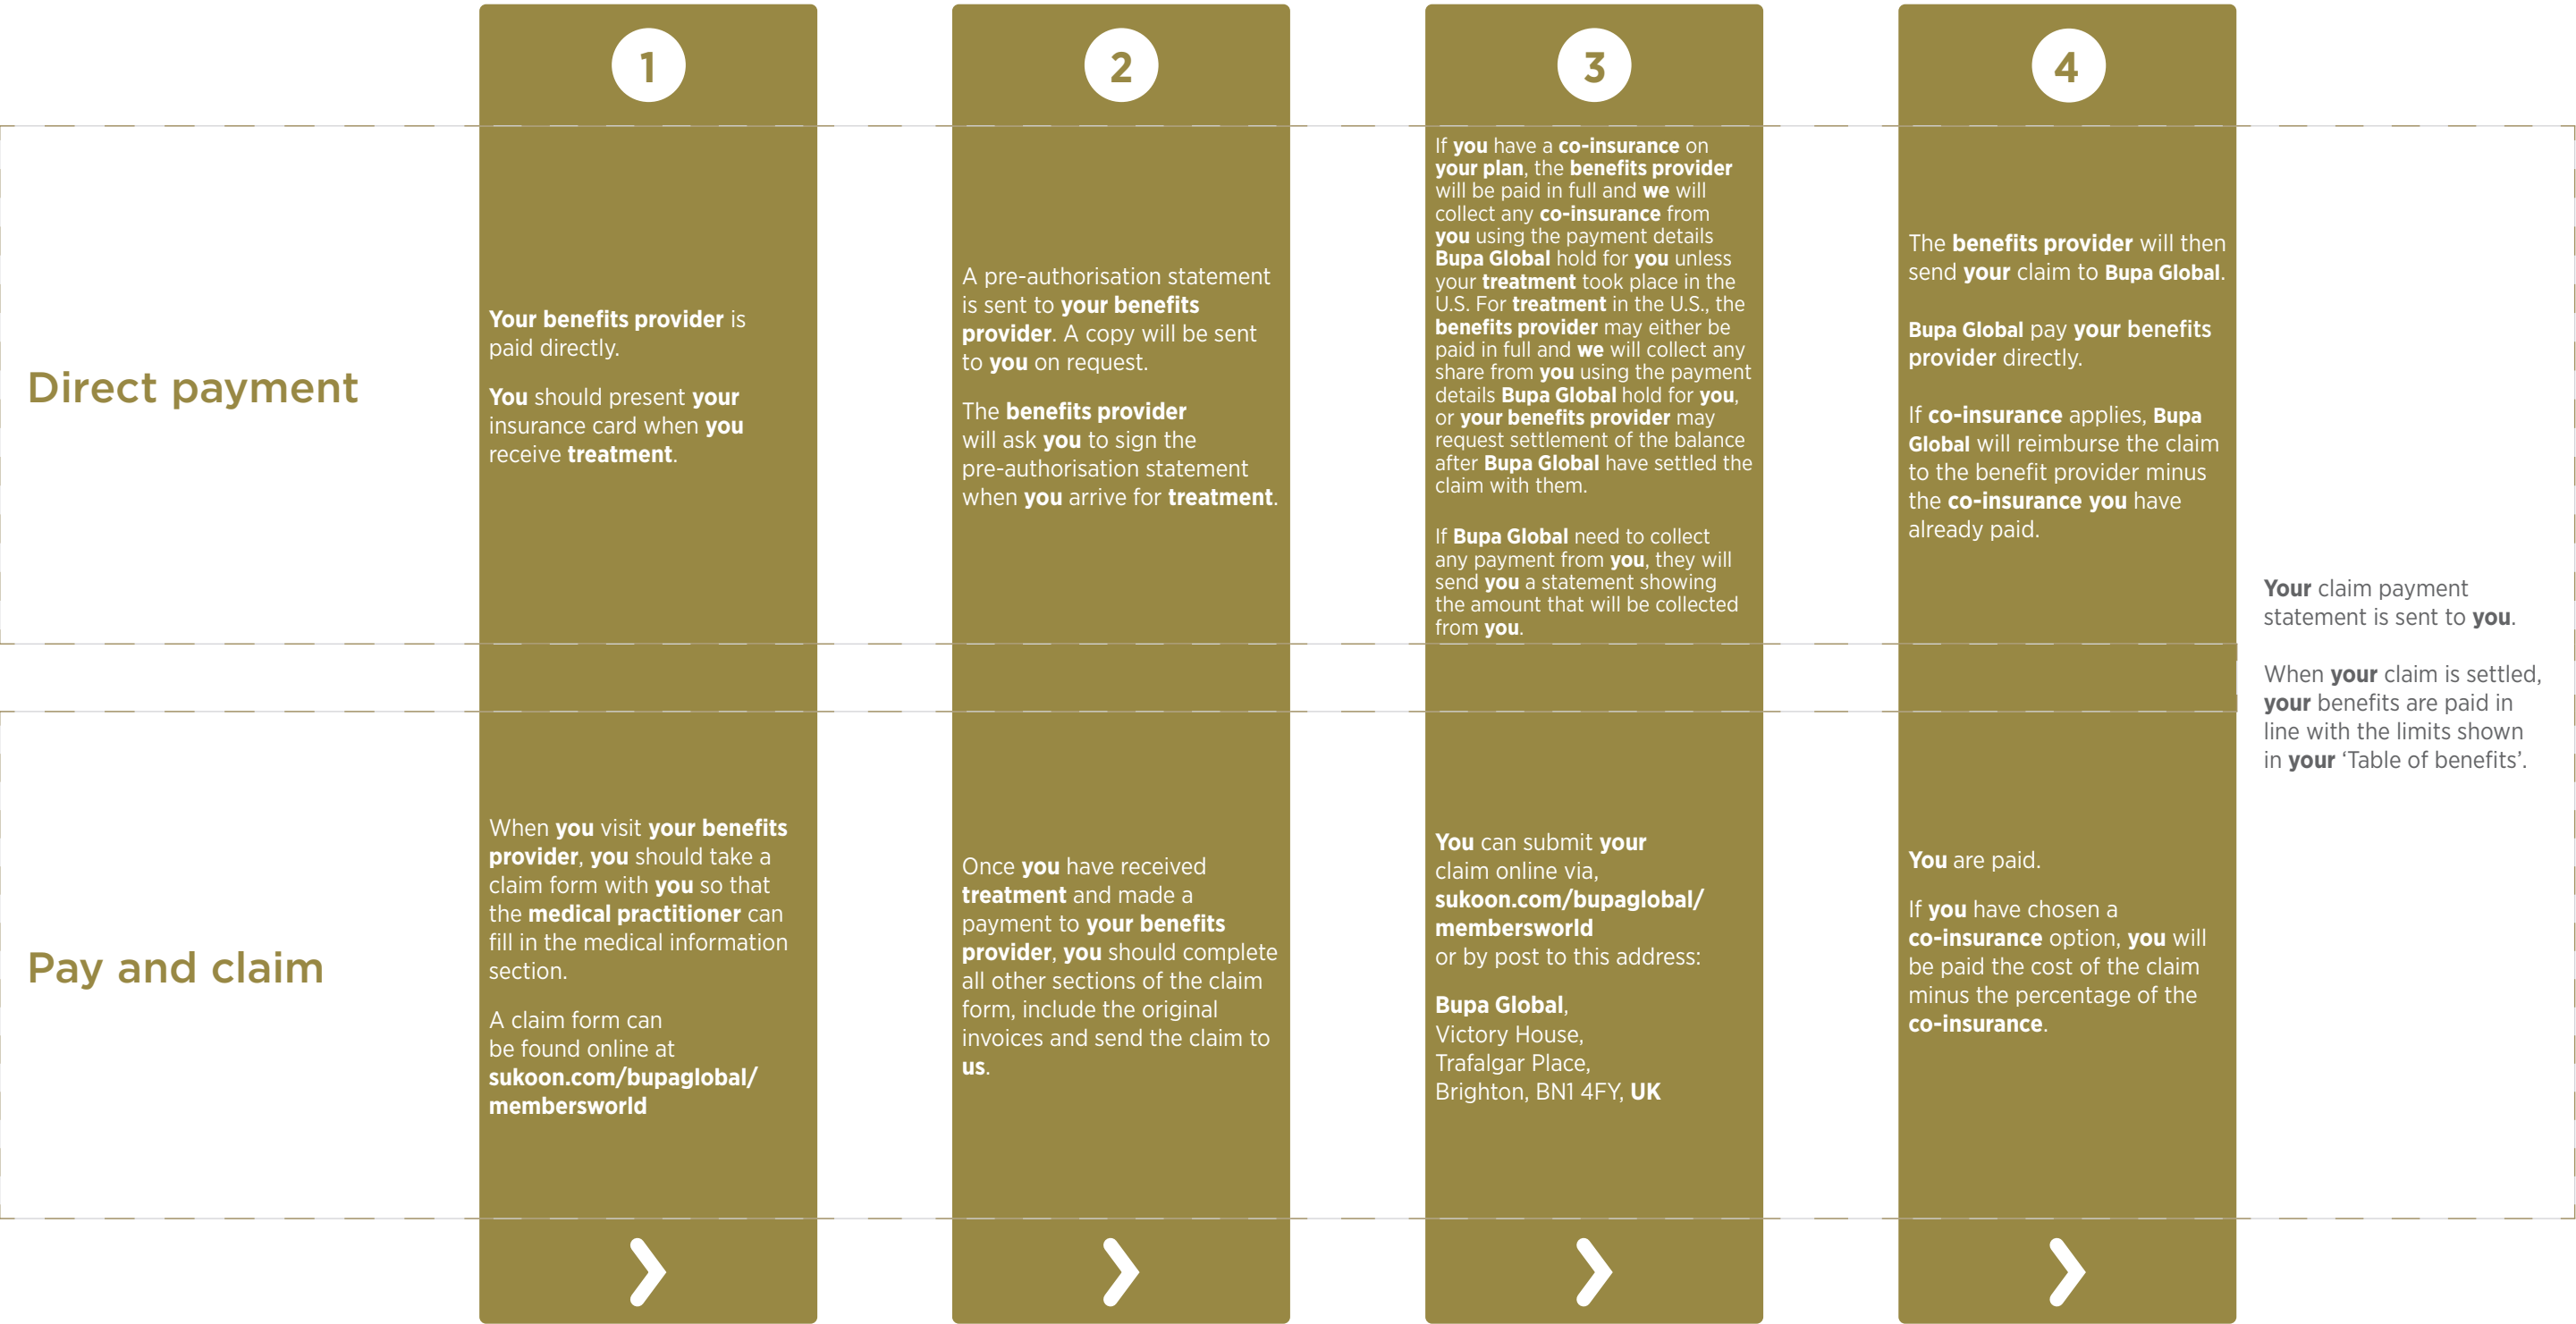 1
2
3
4
Direct payment
Your benefits provider is
paid directly.
You should present your
insurance card when you
receive treatment.
A pre-authorisation statement
is sent to your benefits
provider. A copy will be sent
to you on request.
The benefits provider
will ask you to sign the
pre-authorisation statement
when you arrive for treatment.
If you have a co-insurance on
your plan, the benefits provider
will be paid in full and we will
collect any co-insurance from
you using the payment details
Bupa Global hold for you unless
your treatment took place in the
U.S. For treatment in the U.S., the
benefits provider may either be
paid in full and we will collect any
share from you using the payment
details Bupa Global hold for you,
or your benefits provider may
request settlement of the balance
after Bupa Global have settled the
claim with them.
If Bupa Global need to collect
any payment from you, they will
send you a statement showing
the amount that will be collected
from you.
The benefits provider will then
send your claim to Bupa Global.
Bupa Global pay your benefits
provider directly.
If co-insurance applies, Bupa
Global will reimburse the claim
to the benefit provider minus
the co-insurance you have
already paid.
Pay and claim
When you visit your benefits
provider, you should take a
claim form with you so that
the medical practitioner can
fill in the medical information
section.
A claim form can
be found online at
sukoon.com/bupaglobal/
membersworld
Once you have received
treatment and made a
payment to your benefits
provider, you should complete
all other sections of the claim
form, include the original
invoices and send the claim to
us.
You can submit your
claim online via,
sukoon.com/bupaglobal/
membersworld
or by post to this address:
Bupa Global,
Victory House,
Trafalgar Place,
Brighton, BN1 4FY, UK
You are paid.
If you have chosen a
co-insurance option, you will
be paid the cost of the claim
minus the percentage of the
co-insurance.
Your claim payment
statement is sent to you.
When your claim is settled,
your benefits are paid in
line with the limits shown
in your ‘Table of benefits’.